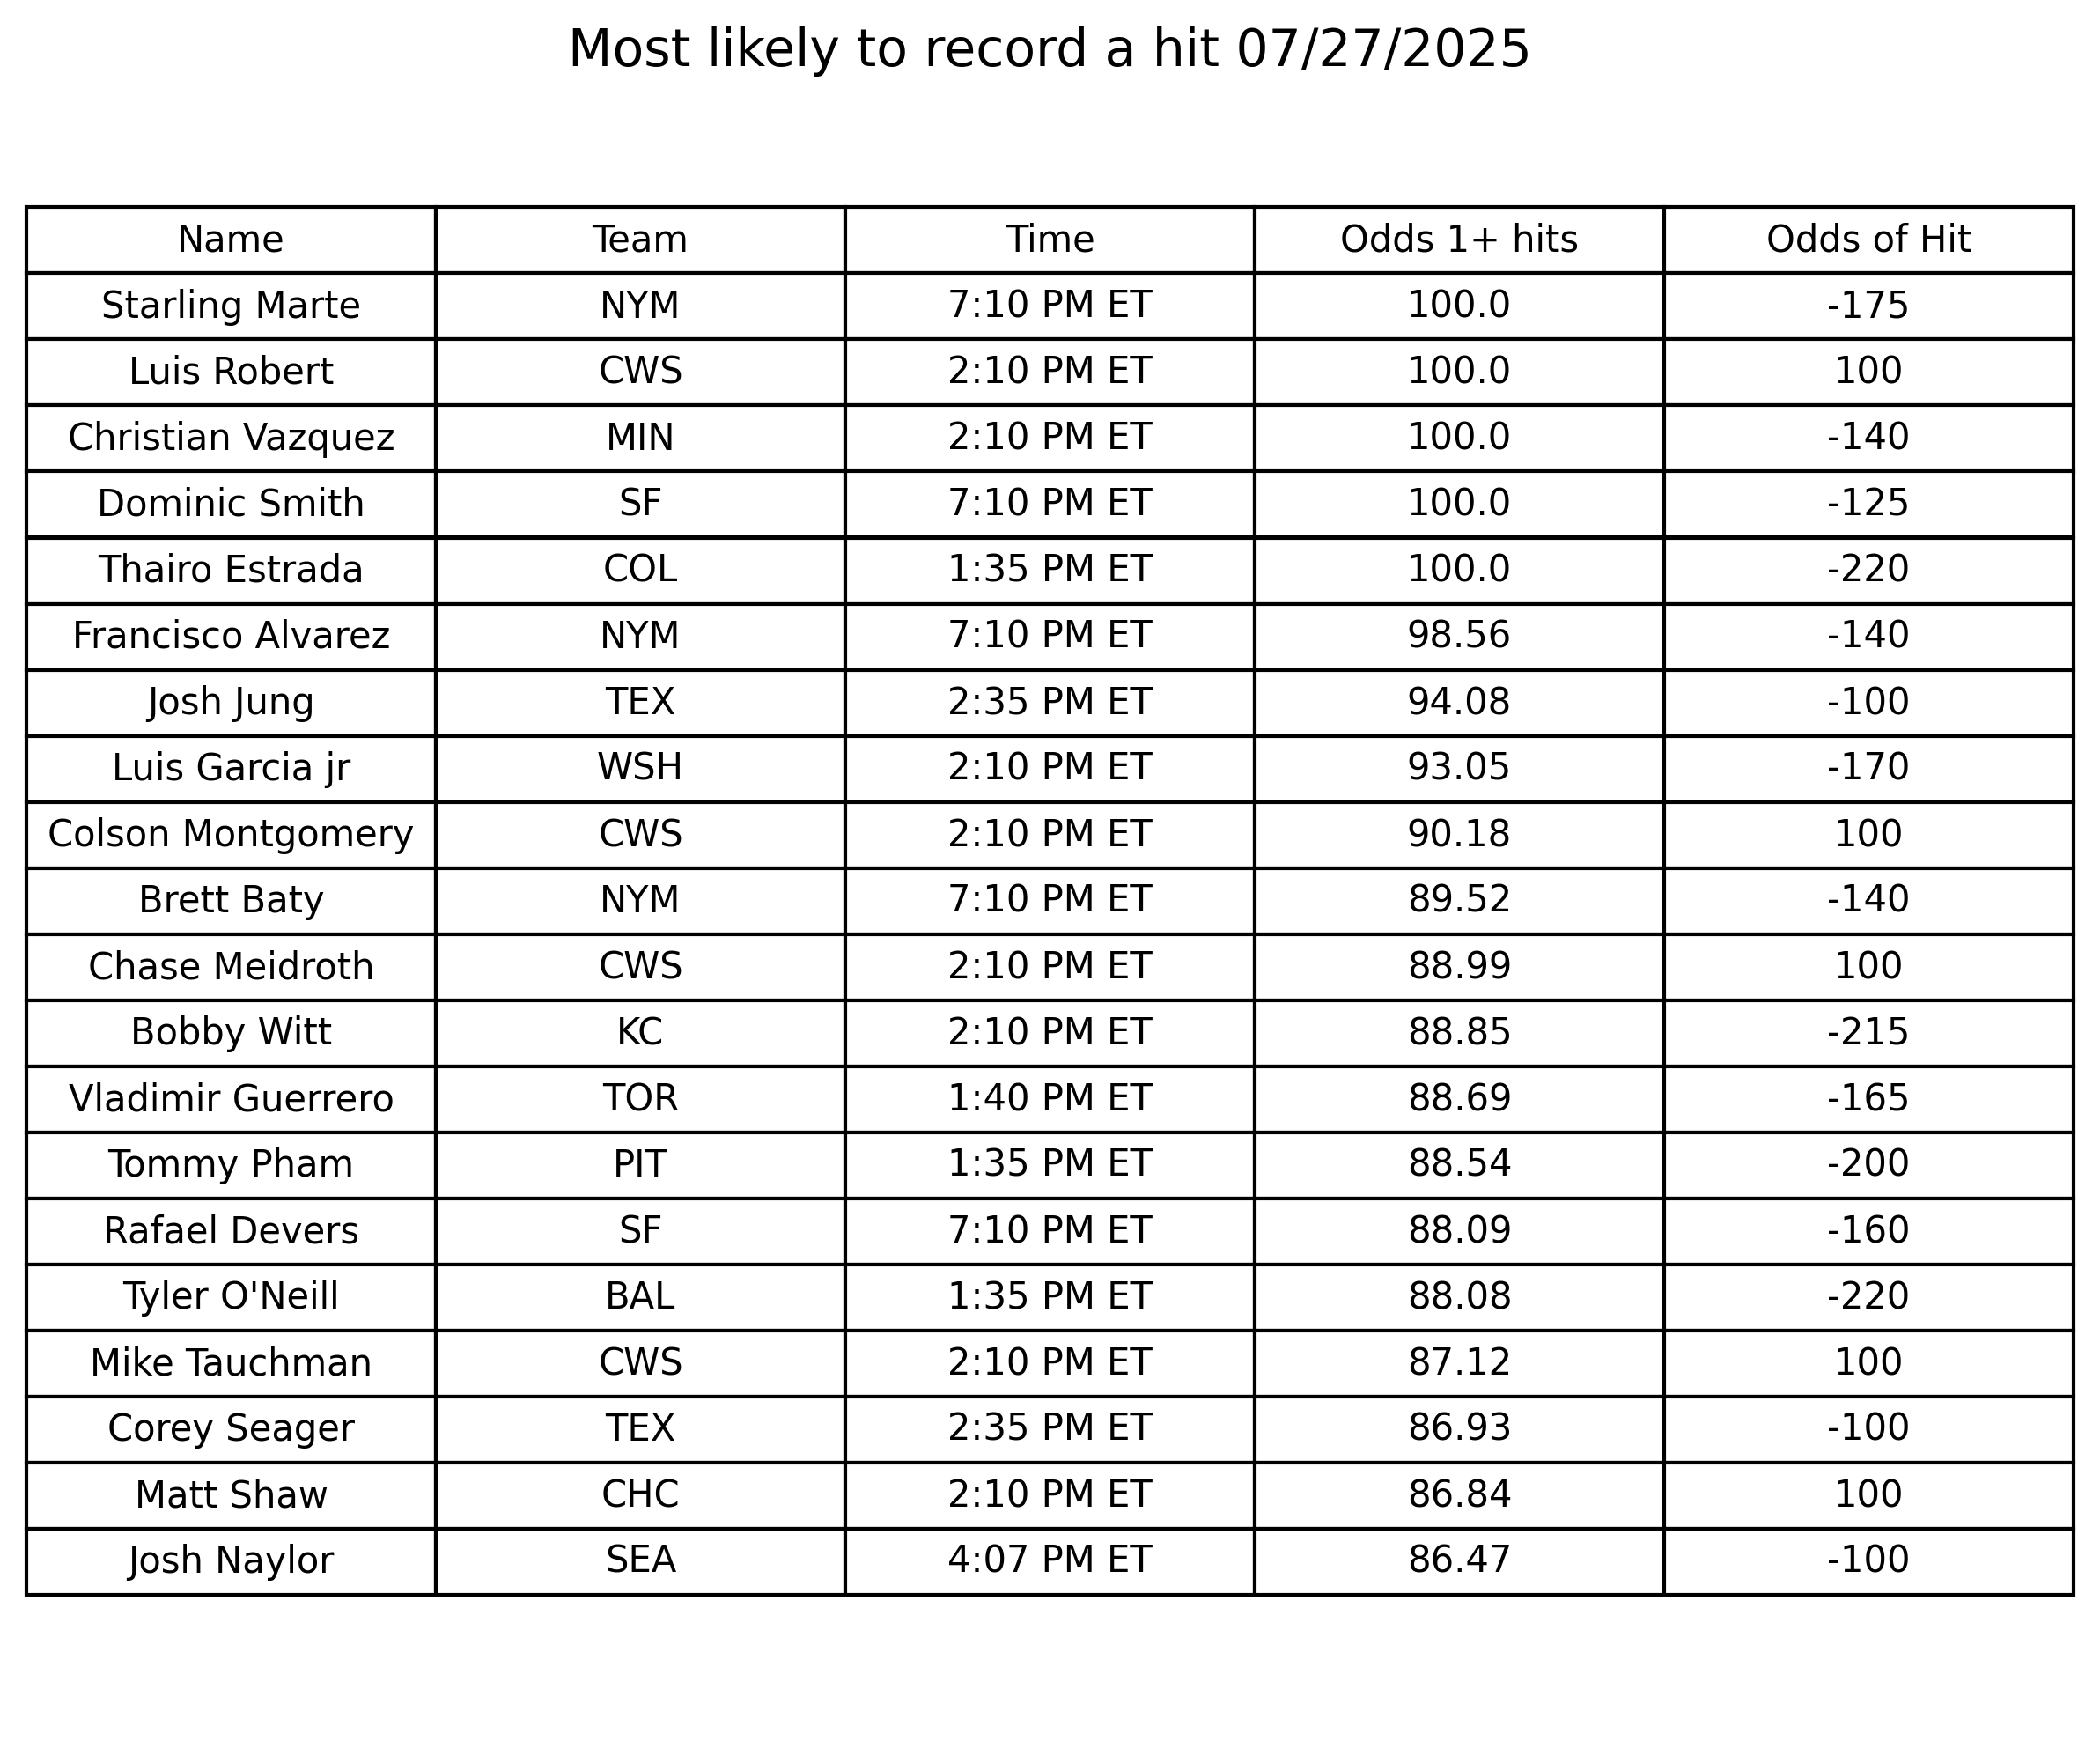 Most likely to record a hit 07/27/2025
Name Team Time Odds 1+ hits Odds of Hit
Starling Marte NYM 7:10 PM ET 100.0 -175
Luis Robert CWS 2:10 PM ET 100.0 100
Christian Vazquez MIN 2:10 PM ET 100.0 -140
Dominic Smith SF 7:10 PM ET 100.0 -125
Thairo Estrada COL 1:35 PM ET 100.0 -220
Francisco Alvarez NYM 7:10 PM ET 98.56 -140
Josh Jung TEX 2:35 PM ET 94.08 -100
Luis Garcia jr WSH 2:10 PM ET 93.05 -170
Colson Montgomery CWS 2:10 PM ET 90.18 100
Brett Baty NYM 7:10 PM ET 89.52 -140
Chase Meidroth CWS 2:10 PM ET 88.99 100
Bobby Witt KC 2:10 PM ET 88.85 -215
Vladimir Guerrero TOR 1:40 PM ET 88.69 -165
Tommy Pham PIT 1:35 PM ET 88.54 -200
Rafael Devers SF 7:10 PM ET 88.09 -160
Tyler O'Neill BAL 1:35 PM ET 88.08 -220
Mike Tauchman CWS 2:10 PM ET 87.12 100
Corey Seager TEX 2:35 PM ET 86.93 -100
Matt Shaw CHC 2:10 PM ET 86.84 100
Josh Naylor SEA 4:07 PM ET 86.47 -100